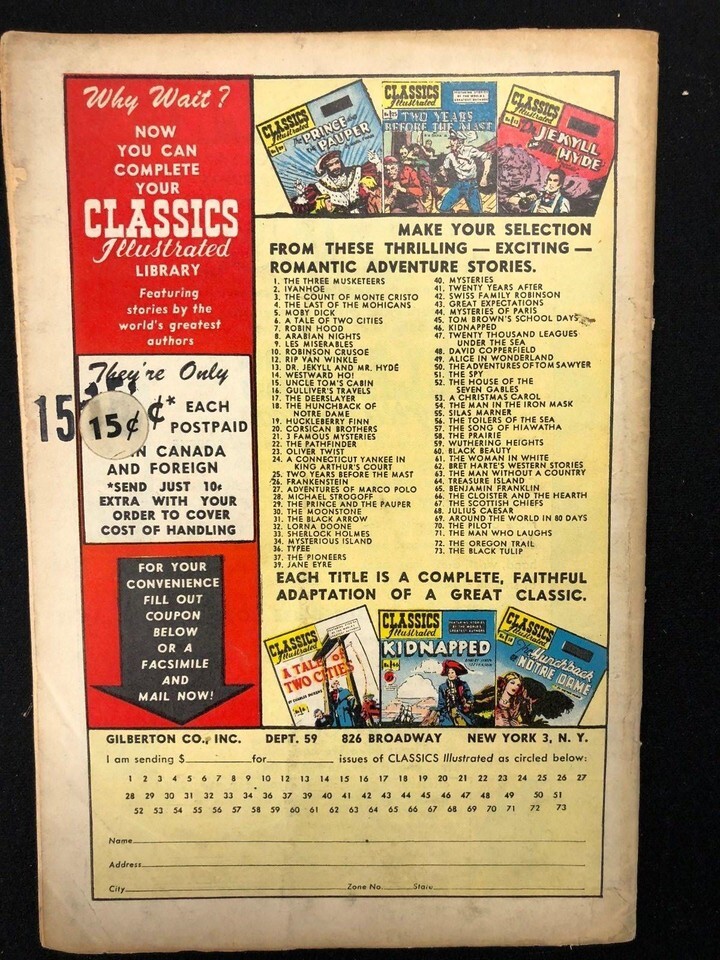 Why Wait?
NOW
YOU CAN
COMPLETE
YOUR
CLASSICS
Illustrated
LIBRARY
Featuring
stories by the
world's greatest
authors
They're Only
15
15¢
¢* EACH
POSTPAID
IN CANADA
AND FOREIGN
*SEND JUST 10¢
EXTRA WITH YOUR
ORDER TO COVER
COST OF HANDLING
FOR YOUR
CONVENIENCE
FILL OUT
COUPON
BELOW
OR A
FACSIMILE
AND
MAIL NOW!
CLASSICS
Illustrated
The PRINCE
and the
PAUPER
CLASSICS
Illustrated
FEATURING STORIES
BY THE WORLD'S
GREATEST AUTHORS
TWO YEARS
BEFORE THE MAST
CLASSICS
Illustrated
Dr. JEKYLL
and Mr. HYDE
MAKE YOUR SELECTION
FROM THESE THRILLING — EXCITING —
ROMANTIC ADVENTURE STORIES.
1. THE THREE MUSKETEERS
2. IVANHOE
3. THE COUNT OF MONTE CRISTO
4. THE LAST OF THE MOHICANS
5. MOBY DICK
6. A TALE OF TWO CITIES
7. ROBIN HOOD
8. ARABIAN NIGHTS
9. LES MISERABLES
10. ROBINSON CRUSOE
12. RIP VAN WINKLE
13. DR. JEKYLL AND MR. HYDE
14. WESTWARD HO!
15. UNCLE TOM'S CABIN
16. GULLIVER'S TRAVELS
17. THE DEERSLAYER
18. THE HUNCHBACK OF
NOTRE DAME
19. HUCKLEBERRY FINN
20. CORSICAN BROTHERS
21. 3 FAMOUS MYSTERIES
22. THE PATHFINDER
23. OLIVER TWIST
24. A CONNECTICUT YANKEE IN
KING ARTHUR'S COURT
25. TWO YEARS BEFORE THE MAST
26. FRANKENSTEIN
27. ADVENTURES OF MARCO POLO
28. MICHAEL STROGOFF
29. THE PRINCE AND THE PAUPER
30. THE MOONSTONE
31. THE BLACK ARROW
32. LORNA DOONE
33. SHERLOCK HOLMES
34. MYSTERIOUS ISLAND
36. TYPEE
37. THE PIONEERS
39. JANE EYRE
40. MYSTERIES
41. TWENTY YEARS AFTER
42. SWISS FAMILY ROBINSON
43. GREAT EXPECTATIONS
44. MYSTERIES OF PARIS
45. TOM BROWN'S SCHOOL DAYS
46. KIDNAPPED
47. TWENTY THOUSAND LEAGUES
UNDER THE SEA
48. DAVID COPPERFIELD
49. ALICE IN WONDERLAND
50. THE ADVENTURES OF TOM SAWYER
51. THE SPY
52. THE HOUSE OF THE
SEVEN GABLES
53. A CHRISTMAS CAROL
54. THE MAN IN THE IRON MASK
55. SILAS MARNER
56. THE TOILERS OF THE SEA
57. THE SONG OF HIAWATHA
58. THE PRAIRIE
59. WUTHERING HEIGHTS
60. BLACK BEAUTY
61. THE WOMAN IN WHITE
62. BRET HARTE'S WESTERN STORIES
63. THE MAN WITHOUT A COUNTRY
64. TREASURE ISLAND
65. BENJAMIN FRANKLIN
66. THE CLOISTER AND THE HEARTH
67. THE SCOTTISH CHIEFS
68. JULIUS CAESAR
69. AROUND THE WORLD IN 80 DAYS
70. THE PILOT
71. THE MAN WHO LAUGHS
72. THE OREGON TRAIL
73. THE BLACK TULIP
EACH TITLE IS A COMPLETE, FAITHFUL
ADAPTATION OF A GREAT CLASSIC.
CLASSICS
Illustrated
A TALE of
TWO CITIES
BY CHARLES DICKENS
CLASSICS
Illustrated
FEATURING STORIES
BY THE WORLD'S
GREATEST AUTHORS
KIDNAPPED
CLASSICS
Illustrated
The Hunchback
of NOTRE DAME
GILBERTON CO., INC. DEPT. 59 826 BROADWAY NEW YORK 3, N. Y.
I am sending $ for issues of CLASSICS Illustrated as circled below:
1 2 3 4 5 6 7 8 9 10 12 13 14 15 16 17 18 19 20 21 22 23 24 25 26 27
28 29 30 31 32 33 34 36 37 39 40 41 42 43 44 45 46 47 48 49 50 51
52 53 54 55 56 57 58 59 60 61 62 63 64 65 66 67 68 69 70 71 72 73
Name
Address
City Zone No. State